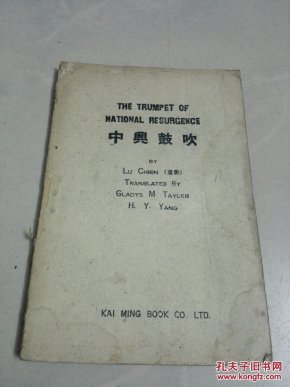 THE TRUMPET OF
NATIONAL RESURGENCE
中興鼓吹
BY
LU CHIEN (盧前)
TRANSLATED BY
GLADYS M TAYLER
H. Y. YANG
KAI MING BOOK CO. LTD.
孔夫子旧书网